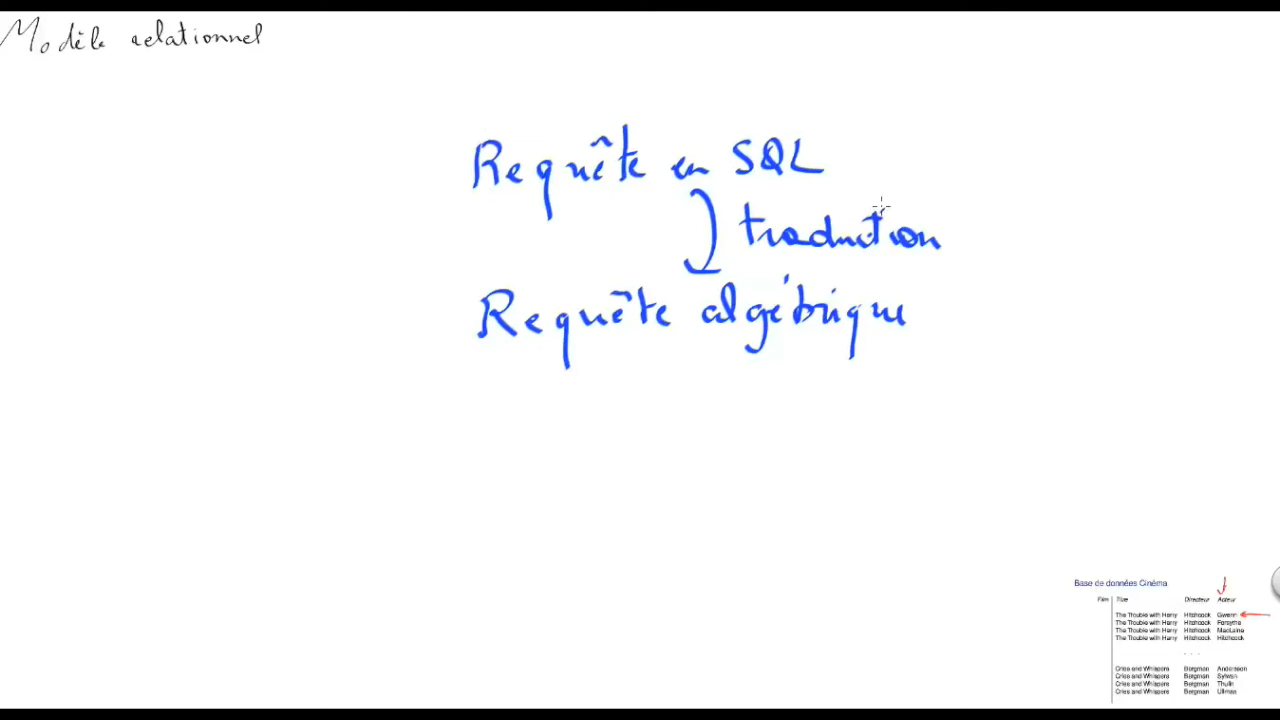 Modèle relationnel
Requête en SQL
traduction
Requête algébrique
Base de données Cinéma
Film Titre Directeur Acteur
The Trouble with Harry Hitchcock Gwenn
The Trouble with Harry Hitchcock Forsythe
The Trouble with Harry Hitchcock MacLaine
The Trouble with Harry Hitchcock Hitchcock
. . .
Cries and Whispers Bergman Andersson
Cries and Whispers Bergman Sylwan
Cries and Whispers Bergman Thulin
Cries and Whispers Bergman Ullman